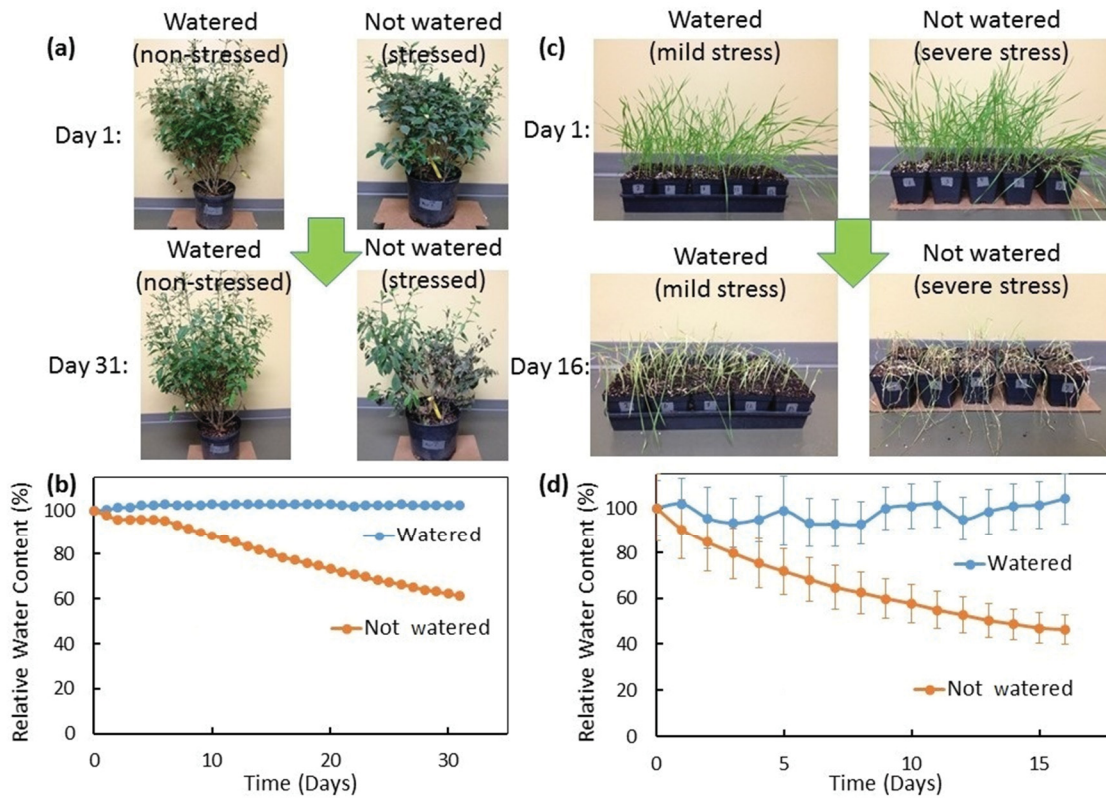 (a)
Watered
(non-stressed)
Not watered
(stressed)
Day 1:
Watered
(non-stressed)
Not watered
(stressed)
Day 31:
(c)
Watered
(mild stress)
Not watered
(severe stress)
Day 1:
Watered
(mild stress)
Not watered
(severe stress)
Day 16:
(b)
Relative Water Content (%)
100
80
60
40
20
0
0
10
20
30
Time (Days)
Watered
Not watered
(d)
Relative Water Content (%)
100
80
60
40
20
0
0
5
10
15
Time (Days)
Watered
Not watered